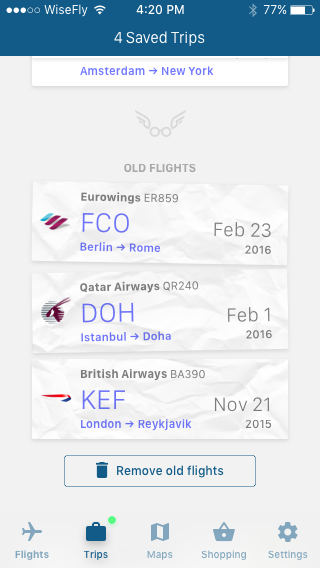 WiseFly 4:20 PM 77%
4 Saved Trips
Amsterdam → New York
OLD FLIGHTS
Eurowings ER859
FCO
Feb 23
Berlin → Rome
2016
Qatar Airways QR240
DOH
Feb 1
Istanbul → Doha
2016
British Airways BA390
KEF
Nov 21
London → Reykjavik
2015
Remove old flights
Flights Trips Maps Shopping Settings